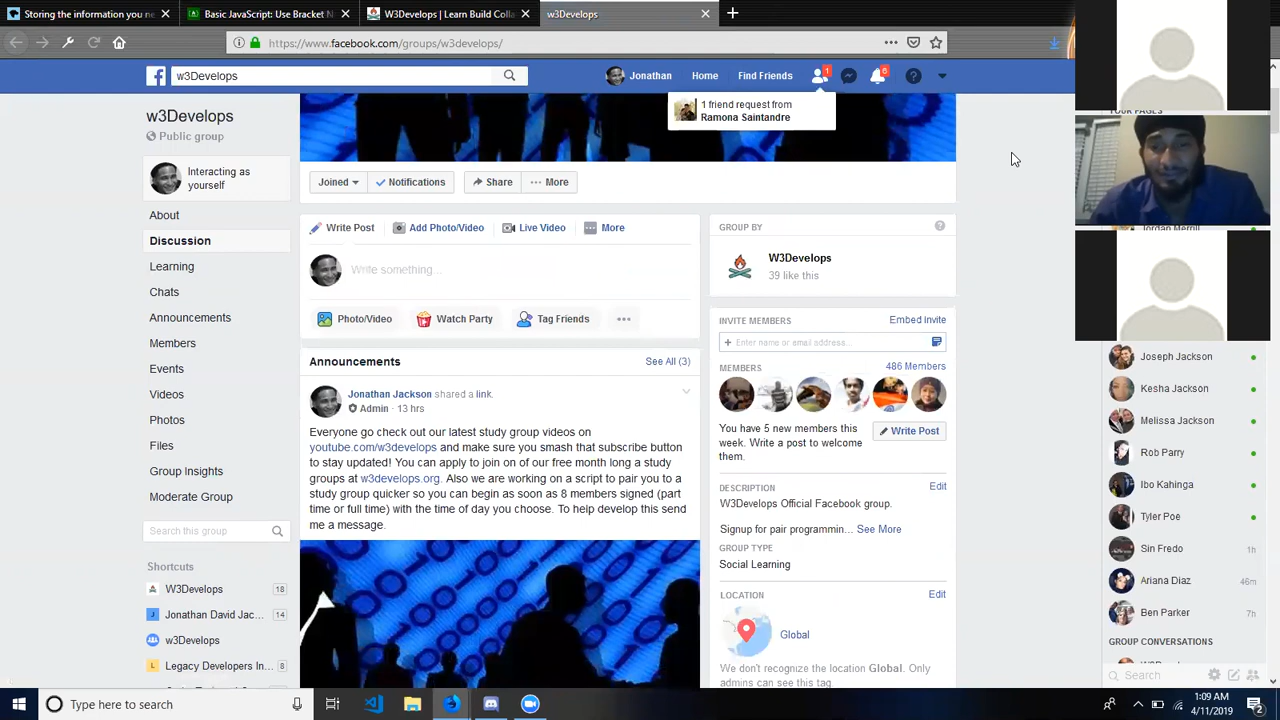 Storing the information you
Basic JavaScript: Use Bracket N
W3Develops | Learn Build Colla
w3Develops
https://www.facebook.com/groups/w3develops/
w3Develops
Jonathan
Home
Find Friends
1
6
1 friend request from
Ramona Saintandre
w3Develops
Public group
Interacting as
yourself
About
Discussion
Learning
Chats
Announcements
Members
Events
Videos
Photos
Files
Group Insights
Moderate Group
Search this group
Shortcuts
W3Develops 18
Jonathan David Jac... 14
w3Develops
Legacy Developers In... 8
Joined
Notifications
Share
More
Write Post
Add Photo/Video
Live Video
More
Write something...
Photo/Video
Watch Party
Tag Friends
Announcements
See All (3)
Jonathan Jackson shared a link.
Admin · 13 hrs
Everyone go check out our latest study group videos on
youtube.com/w3develops and make sure you smash that subscribe button
to stay updated! You can apply to join on of our free month long a study
groups at w3develops.org. Also we are working on a script to pair you to a
study group quicker so you can begin as soon as 8 members signed (part
time or full time) with the time of day you choose. To help develop this send
me a message.
GROUP BY
W3Develops
39 like this
INVITE MEMBERS
Embed Invite
+ Enter name or email address...
MEMBERS
486 Members
You have 5 new members this
week. Write a post to welcome
them.
Write Post
DESCRIPTION
Edit
W3Develops Official Facebook group.
Signup for pair programmin... See More
GROUP TYPE
Social Learning
LOCATION
Edit
Global
We don't recognize the location Global. Only
admins can see this tag.
YOUR PAGES
Jordan Merrill
Joseph Jackson
Kesha Jackson
Melissa Jackson
Rob Parry
Ibo Kahinga
Tyler Poe
Sin Fredo 1h
Ariana Diaz 46m
Ben Parker 7h
GROUP CONVERSATIONS
Search
Type here to search
1:09 AM
4/11/2019
2